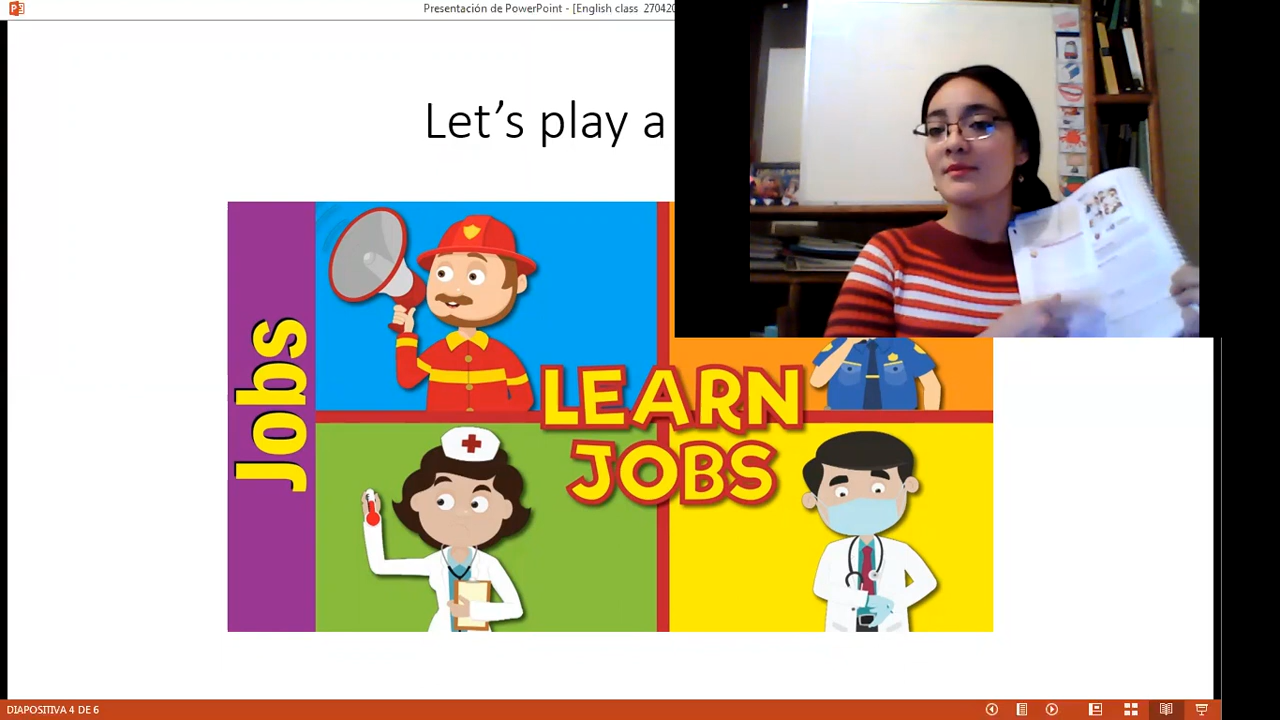 Presentación de PowerPoint - [English class 270420
Let's play a
Jobs
LEARN
JOBS
DIAPOSITIVA 4 DE 6